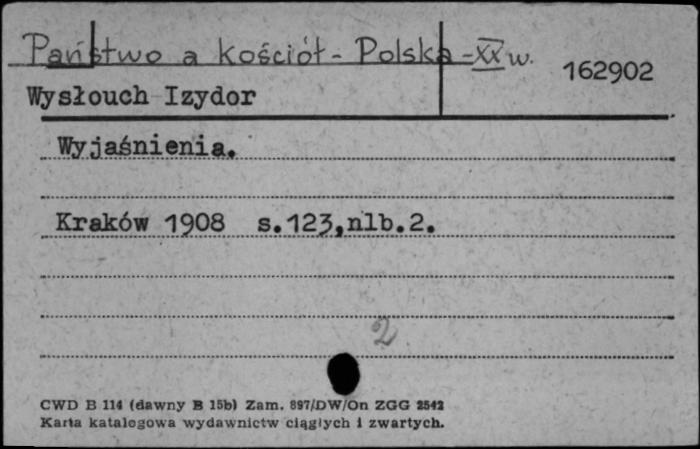 Państwo a kościół - Polska - XX w.
162902
Wysłouch Izydor
Wyjaśnienia.
Kraków 1908 s.123,nlb.2.
2
CWD B 114 (dawny B 15b) Zam. 897/DW/On ZGG 2542
Karta katalogowa wydawnictw ciągłych i zwartych.